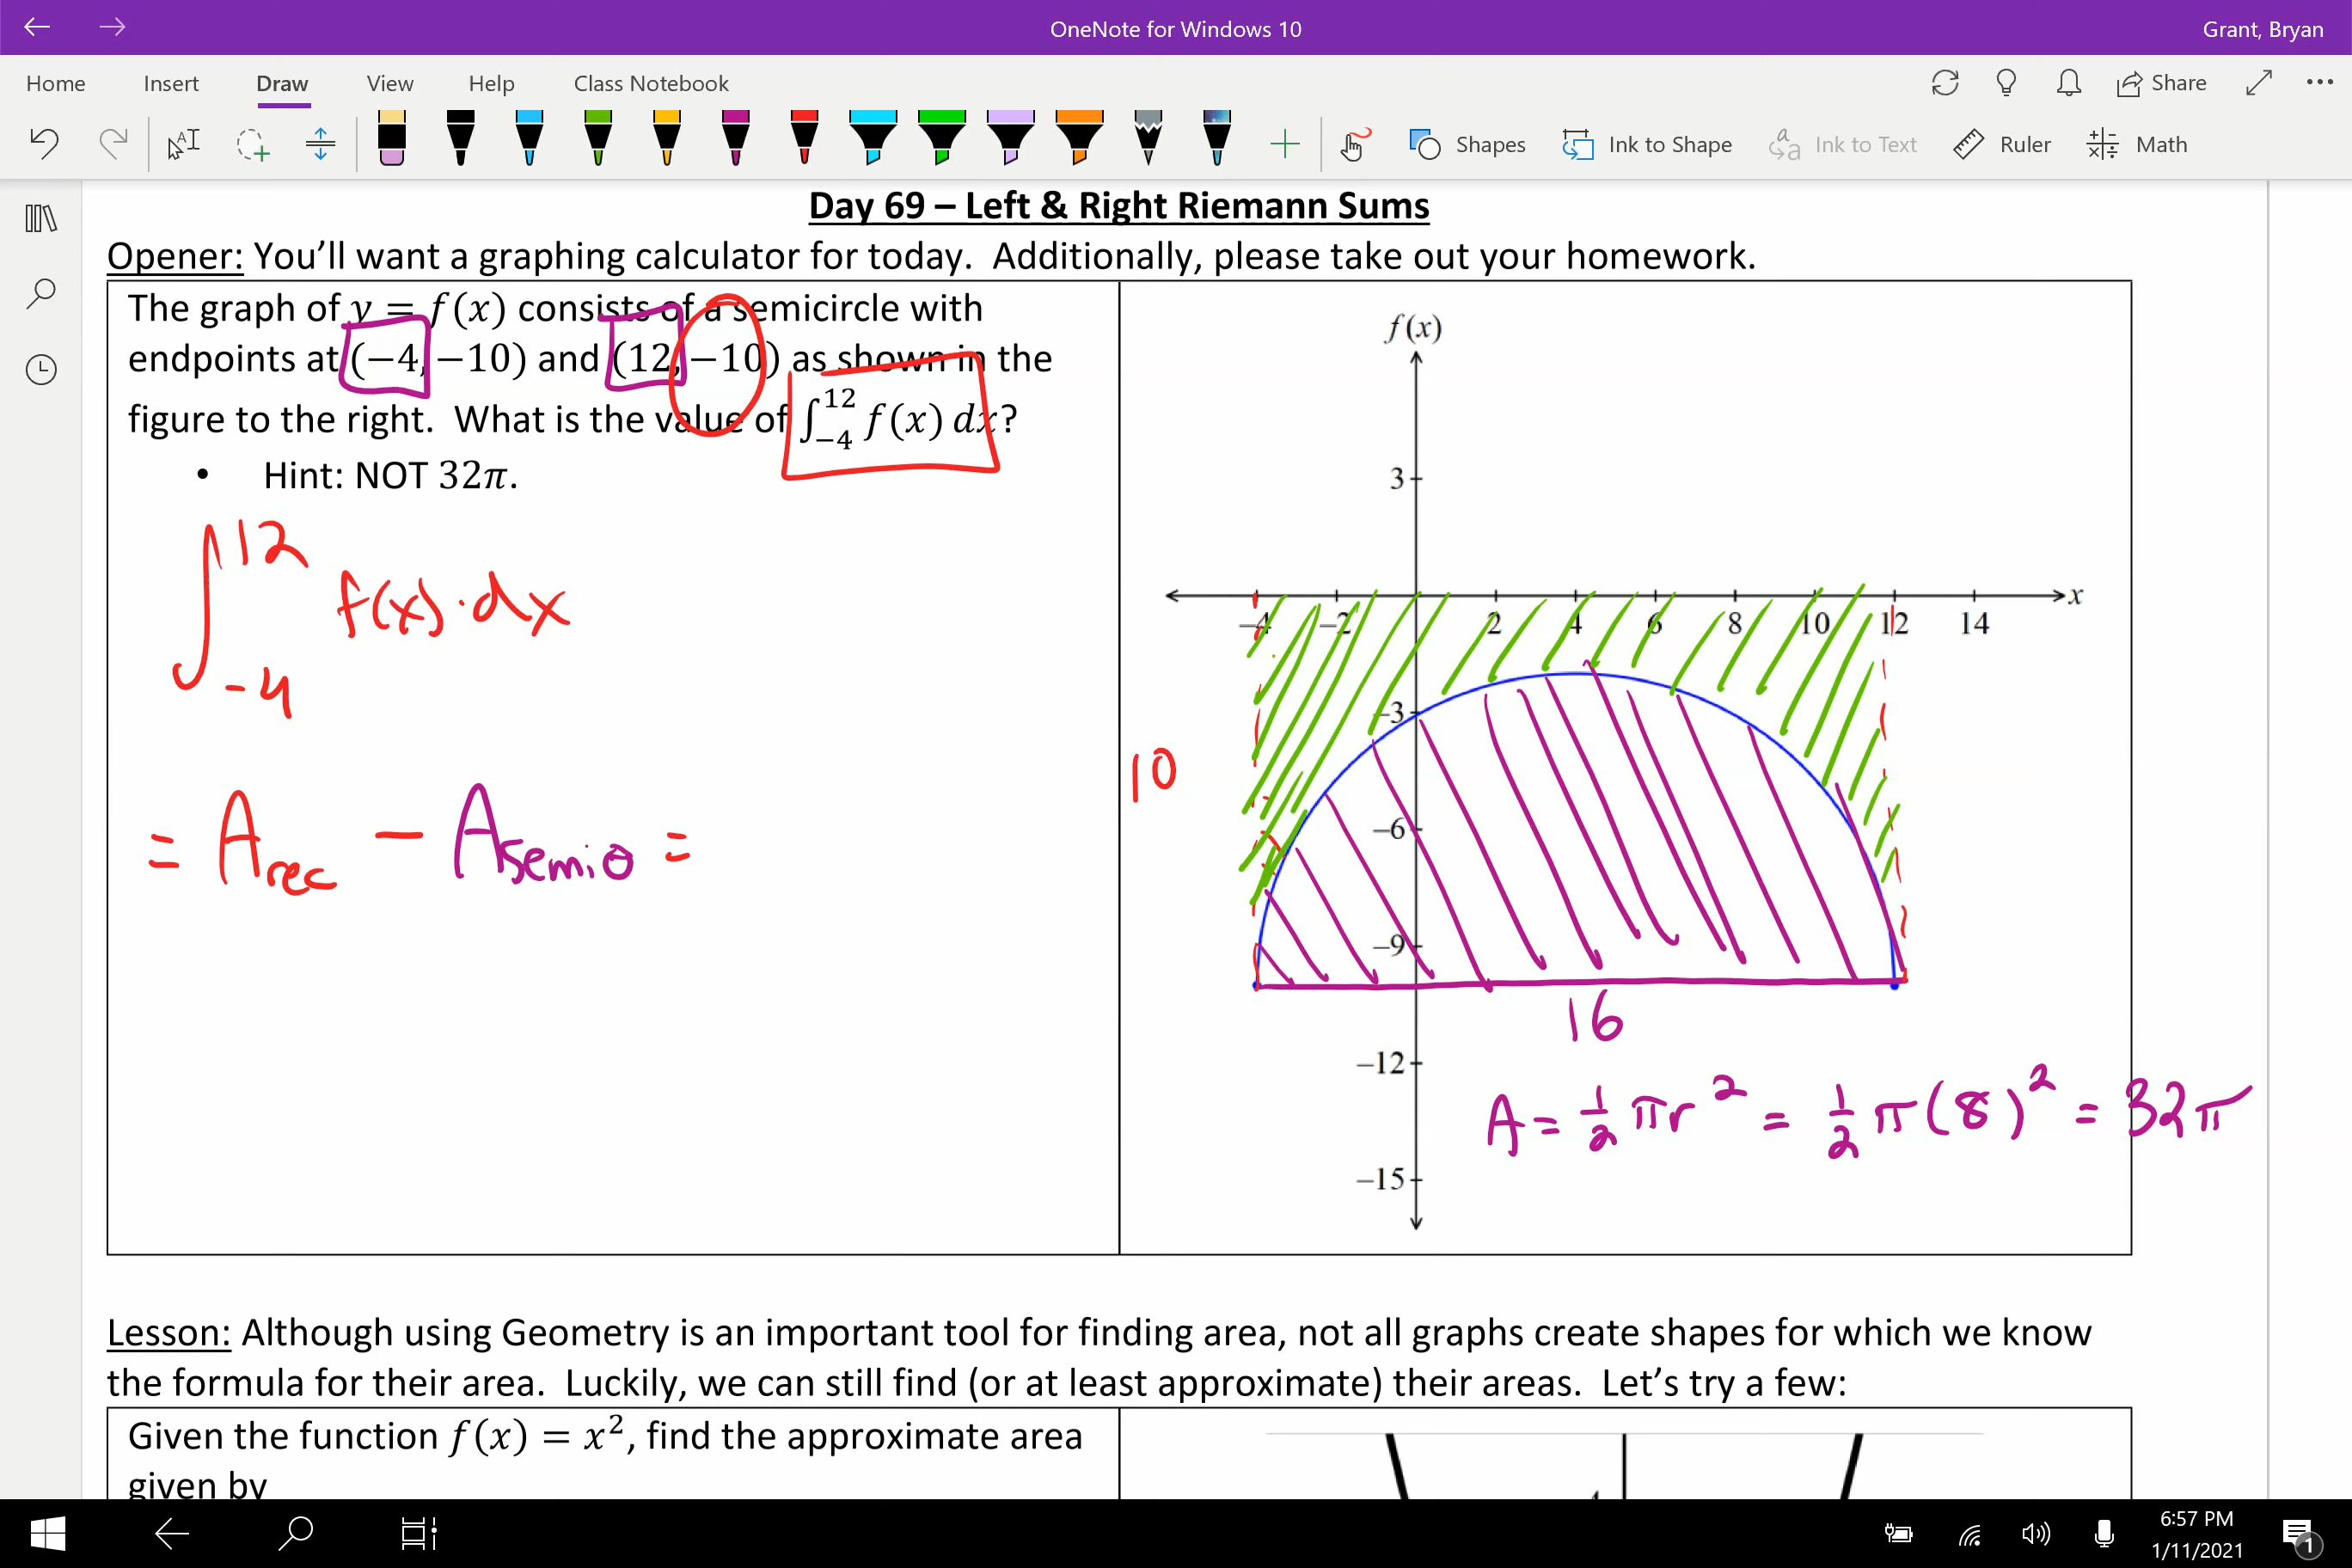 OneNote for Windows 10
Grant, Bryan
Home Insert Draw View Help Class Notebook
Share
Shapes Ink to Shape Ink to Text Ruler Math
Day 69 – Left & Right Riemann Sums
Opener: You'll want a graphing calculator for today. Additionally, please take out your homework.
The graph of y = f(x) consists of a semicircle with
endpoints at (−4, −10) and (12, −10) as shown in the
figure to the right. What is the value of ∫₋₄¹² f(x) dx?
• Hint: NOT 32π.
∫₋₄¹² f(x)·dx
= Arec − Asemi⊙ =
f(x)
3
x
−4 −2 2 4 6 8 10 12 14
−3
10
−6
−9
16
−12
A = ½ πr² = ½ π(8)² = 32π
−15
Lesson: Although using Geometry is an important tool for finding area, not all graphs create shapes for which we know
the formula for their area. Luckily, we can still find (or at least approximate) their areas. Let's try a few:
Given the function f(x) = x², find the approximate area
given by
6:57 PM
1/11/2021
1